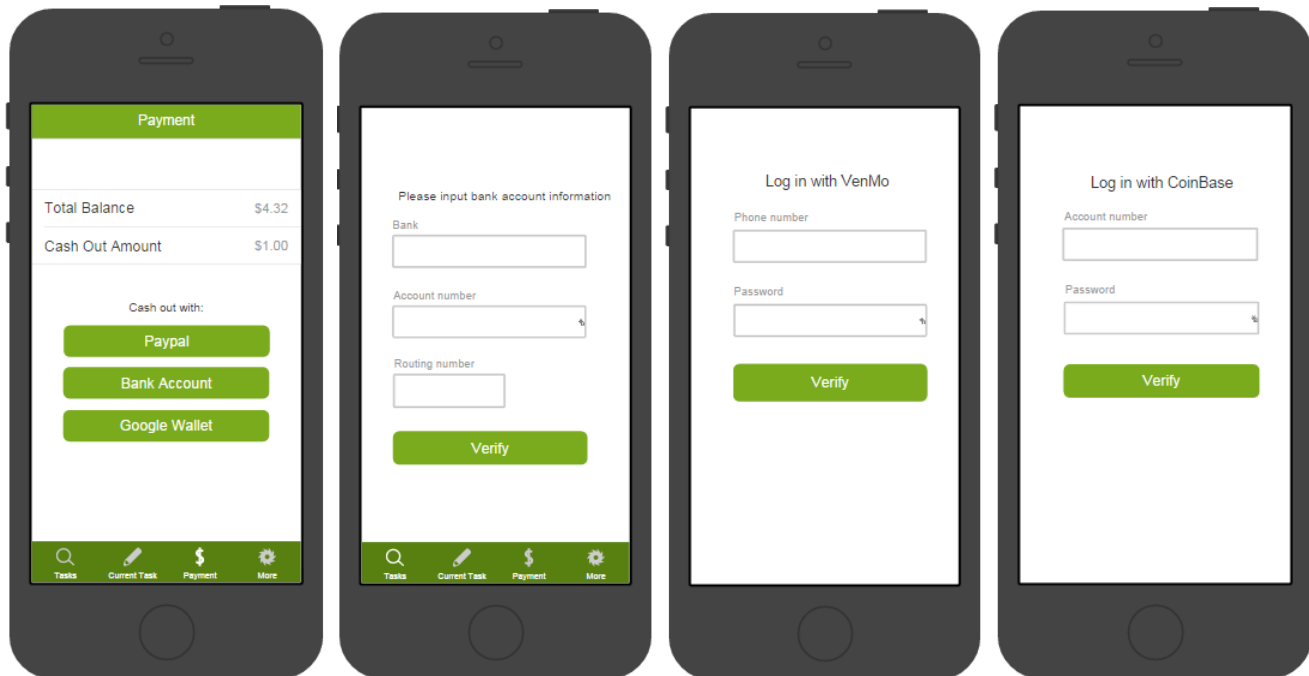 Payment
Total Balance $4.32
Cash Out Amount $1.00
Cash out with:
Paypal
Bank Account
Google Wallet
Tasks Current Task Payment More
Please input bank account information
Bank
Account number
Routing number
Verify
Tasks Current Task Payment More
Log in with VenMo
Phone number
Password
Verify
Log in with CoinBase
Account number
Password
Verify